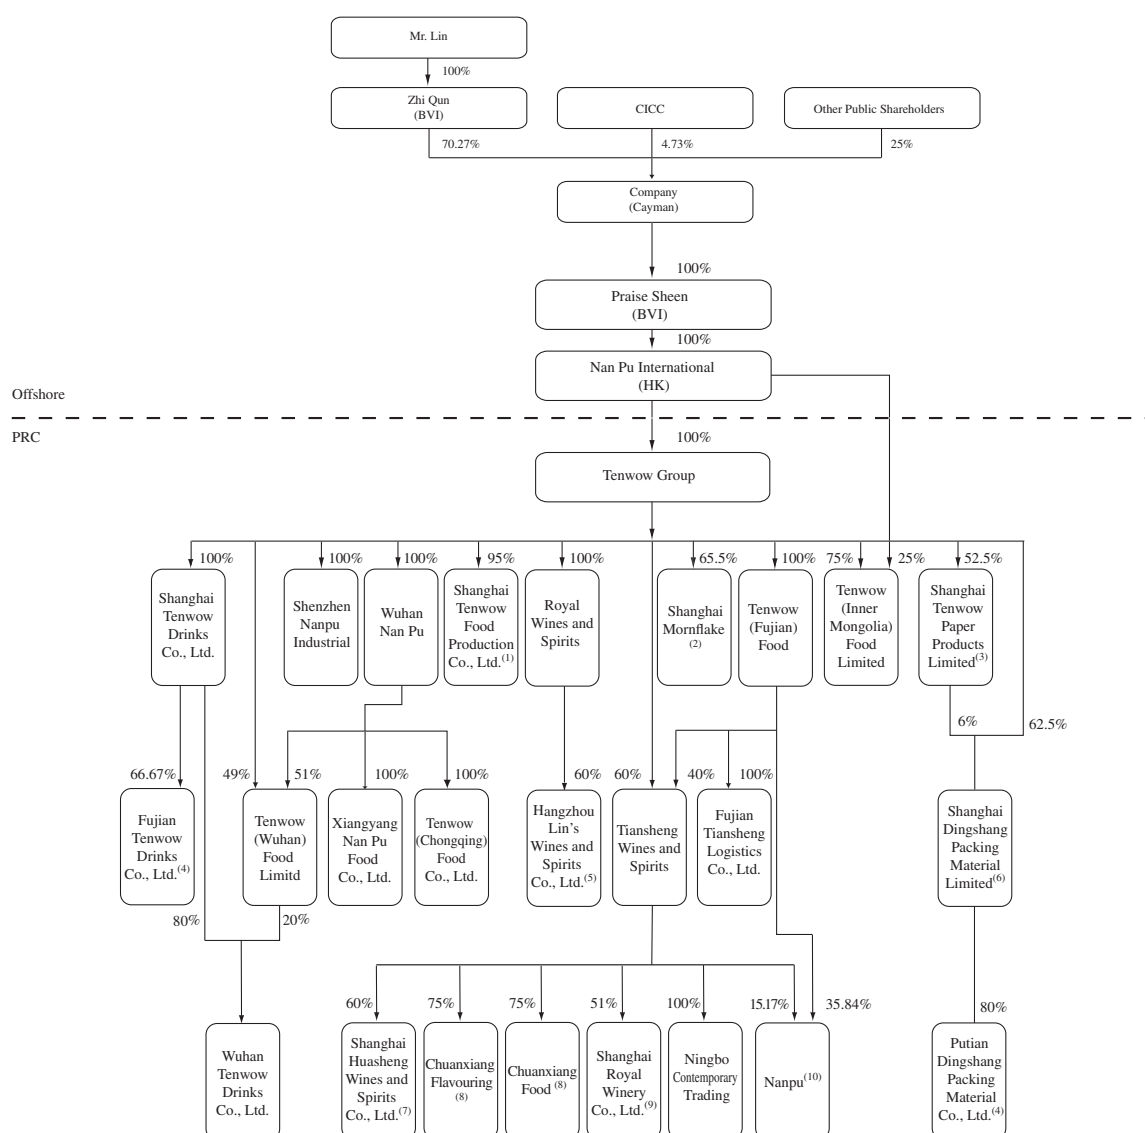 Mr. Lin
100%
Zhi Qun
(BVI)
CICC
Other Public Shareholders
70.27%
4.73%
25%
Company
(Cayman)
100%
Praise Sheen
(BVI)
100%
Nan Pu International
(HK)
Offshore
PRC
100%
Tenwow Group
100%
100%
100%
95%
100%
65.5%
100%
75%
25%
52.5%
Shanghai
Tenwow
Drinks
Co., Ltd.
Shenzhen
Nanpu
Industrial
Wuhan
Nan Pu
Shanghai
Tenwow
Food
Production
Co., Ltd.(1)
Royal
Wines and
Spirits
Shanghai
Mornflake
(2)
Tenwow
(Fujian)
Food
Tenwow
(Inner
Mongolia)
Food
Limited
Shanghai
Tenwow
Paper
Products
Limited(3)
6%
62.5%
66.67%
49%
51%
100%
100%
60%
60%
40%
100%
Fujian
Tenwow
Drinks
Co., Ltd.(4)
Tenwow
(Wuhan)
Food
Limitd
Xiangyang
Nan Pu
Food
Co., Ltd.
Tenwow
(Chongqing)
Food
Co., Ltd.
Hangzhou
Lin's
Wines and
Spirits
Co., Ltd.(5)
Tiansheng
Wines and
Spirits
Fujian
Tiansheng
Logistics
Co., Ltd.
Shanghai
Dingshang
Packing
Material
Limited(6)
80%
20%
60%
75%
75%
51%
100%
15.17%
35.84%
80%
Wuhan
Tenwow
Drinks
Co., Ltd.
Shanghai
Huasheng
Wines and
Spirits
Co., Ltd.(7)
Chuanxiang
Flavouring
(8)
Chuanxiang
Food(8)
Shanghai
Royal
Winery
Co., Ltd.(9)
Ningbo
Contemporary
Trading
Nanpu(10)
Putian
Dingshang
Packing
Material
Co., Ltd.(4)